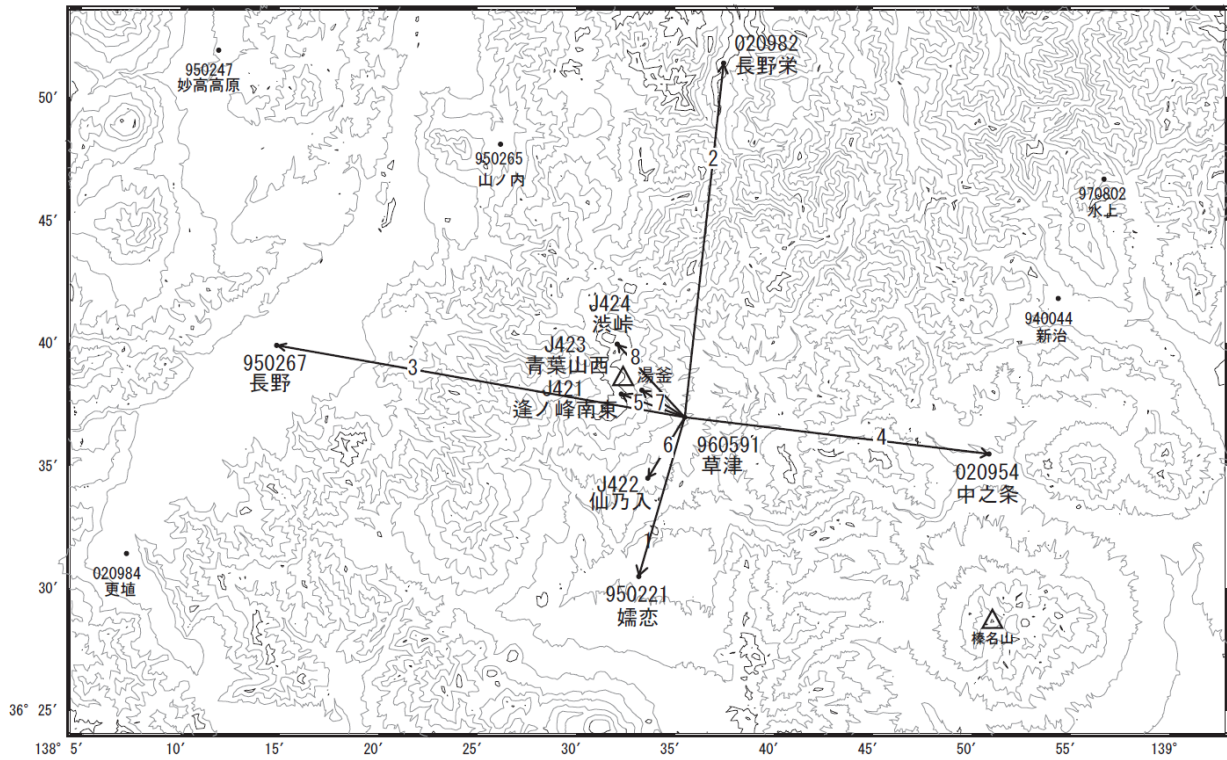 020982
長野栄
950247
妙高高原
50′
950265
山ノ内
2
970802
水上
45′
J424
渋峠
940044
新治
40′
J423
青葉山西
8
湯釜
950267
長野
3
J421
逢ノ峰南東
5
7
6
960591
草津
4
35′
020954
中之条
J422
仙乃入
1
020984
更埴
30′
950221
嬬恋
榛名山
36° 25′
138° 5′
10′
15′
20′
25′
30′
35′
40′
45′
50′
55′
139°